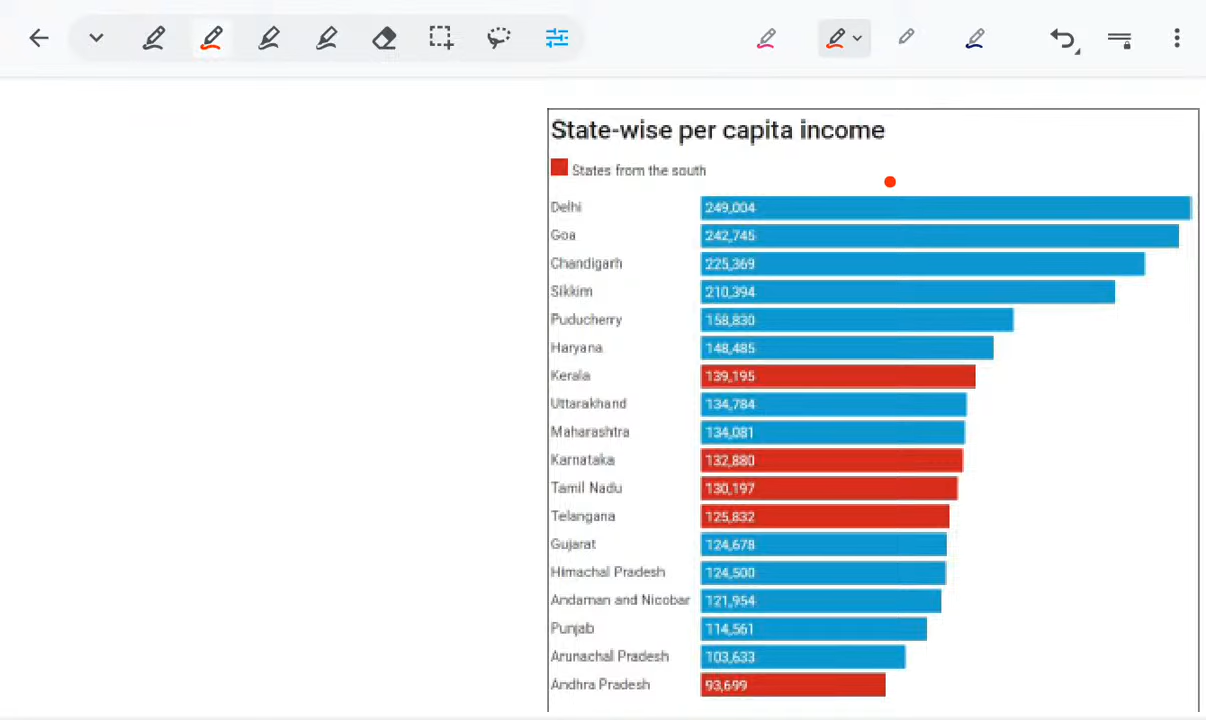 State-wise per capita income
States from the south
Delhi 249,004
Goa 242,745
Chandigarh 225,369
Sikkim 210,394
Puducherry 158,830
Haryana 148,485
Kerala 139,195
Uttarakhand 134,784
Maharashtra 134,081
Karnataka 132,880
Tamil Nadu 130,197
Telangana 125,832
Gujarat 124,678
Himachal Pradesh 124,500
Andaman and Nicobar 121,954
Punjab 114,561
Arunachal Pradesh 103,633
Andhra Pradesh 93,699